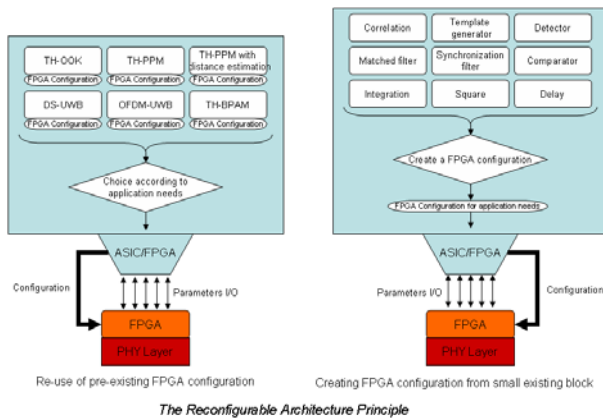 TH-OOK
FPGA Configuration
TH-PPM
FPGA Configuration
TH-PPM with
distance estimation
FPGA Configuration
DS-UWB
FPGA Configuration
OFDM-UWB
FPGA Configuration
TH-BPAM
FPGA Configuration
Choice according to
application needs
ASIC/FPGA
Configuration
Parameters I/O
FPGA
PHY Layer
Re-use of pre-existing FPGA configuration
Correlation
Template
generator
Detector
Matched filter
Synchronization
filter
Comparator
Integration
Square
Delay
Create a FPGA configuration
FPGA Configuration for application needs
ASIC/FPGA
Parameters I/O
Configuration
FPGA
PHY Layer
Creating FPGA configuration from small existing block
The Reconfigurable Architecture Principle